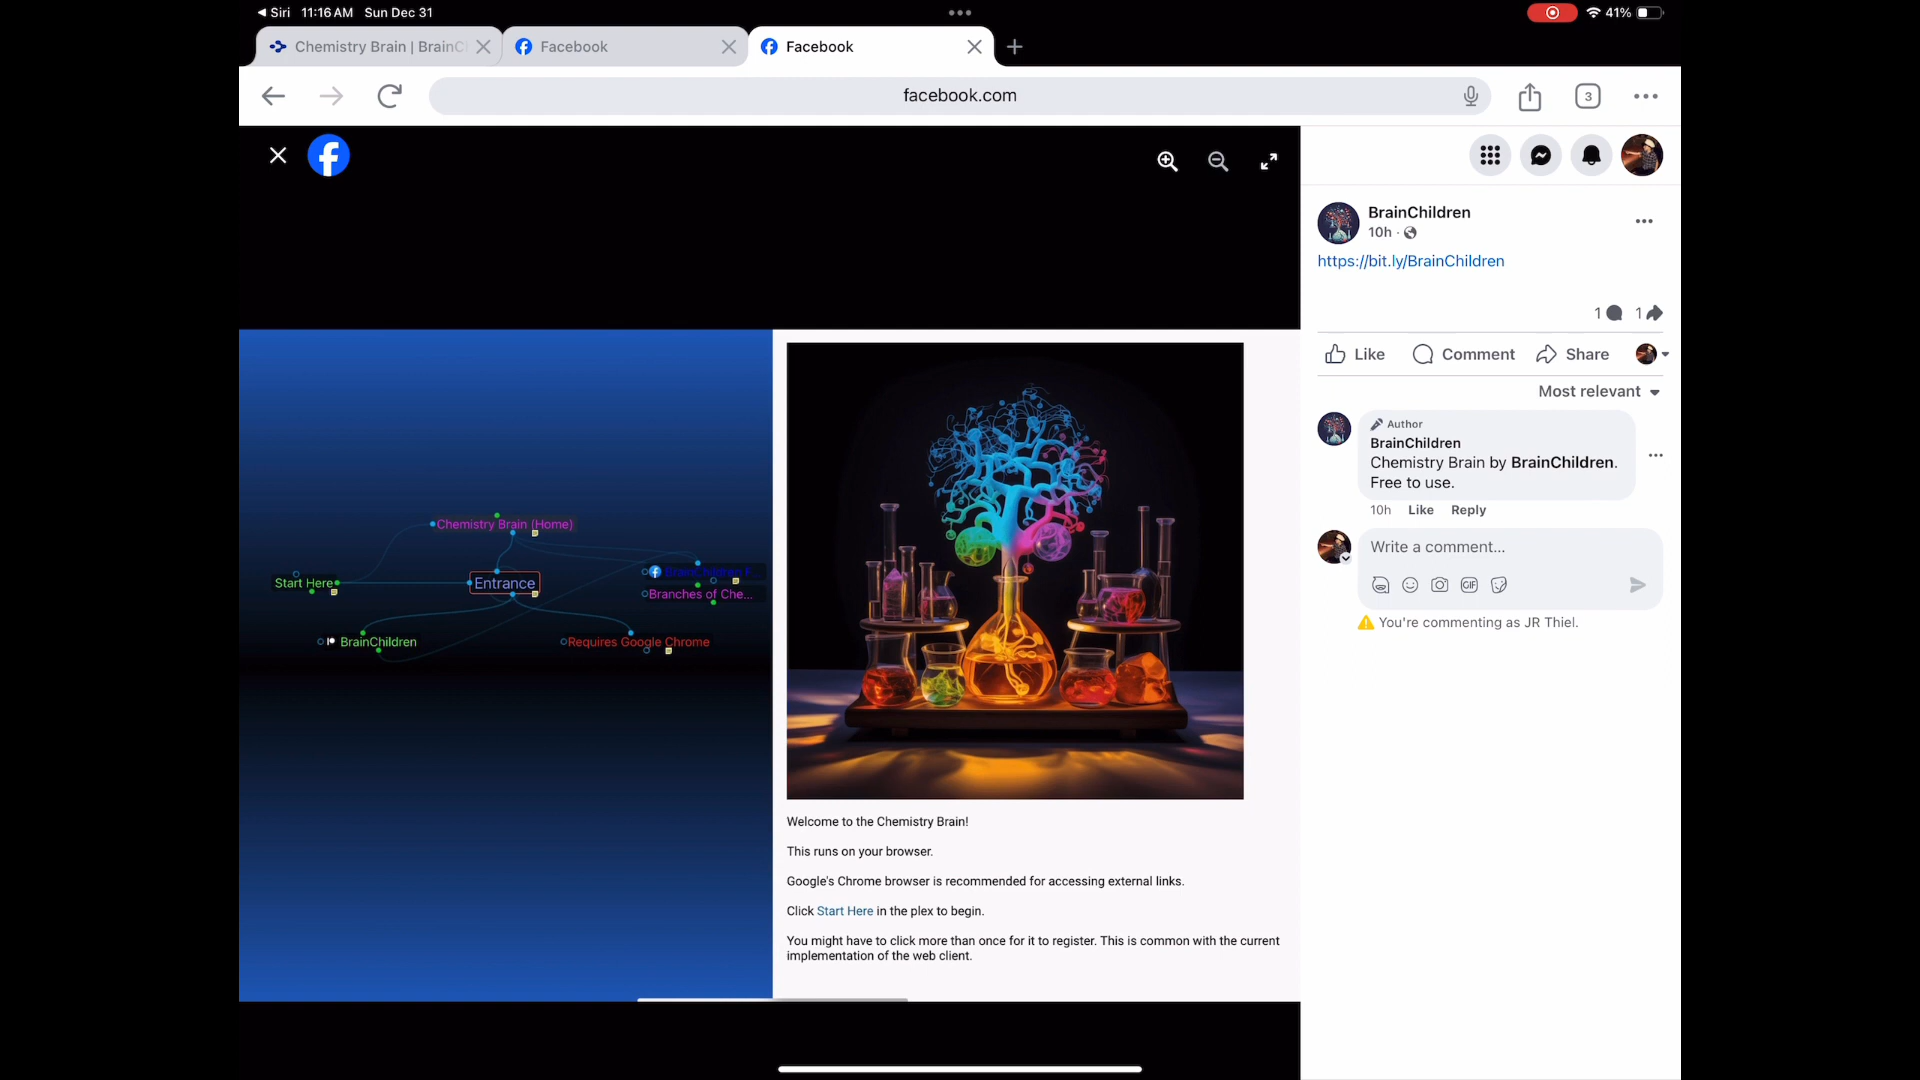 Siri 11:16 AM Sun Dec 31
41%
Chemistry Brain | BrainC
Facebook
Facebook
facebook.com
3
BrainChildren
10h ·
https://bit.ly/BrainChildren
1 1
Like Comment Share
Most relevant
Author
BrainChildren
Chemistry Brain by BrainChildren.
Free to use.
10h Like Reply
Write a comment...
GIF
You're commenting as JR Thiel.
Chemistry Brain (Home)
Start Here
Entrance
BrainChildren F
Branches of Che...
BrainChildren
Requires Google Chrome
Welcome to the Chemistry Brain!
This runs on your browser.
Google's Chrome browser is recommended for accessing external links.
Click Start Here in the plex to begin.
You might have to click more than once for it to register. This is common with the current
implementation of the web client.